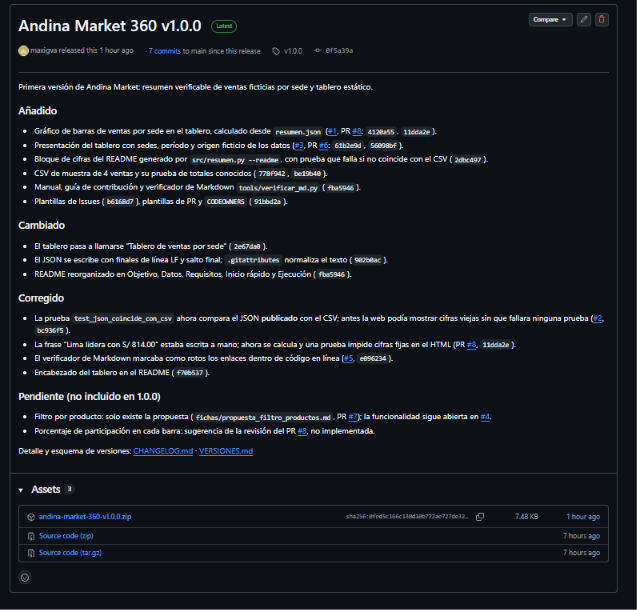 Andina Market 360 v1.0.0 Latest
Compare
maxigva released this 1 hour ago · 7 commits to main since this release v1.0.0 0f5a39a
Primera versión de Andina Market: resumen verificable de ventas ficticias por sede y tablero estático.
Añadido
• Gráfico de barras de ventas por sede en el tablero, calculado desde resumen.json (#1, PR #8: 4120a55, 11dda2e).
• Presentación del tablero con sedes, período y origen ficticio de los datos (#3, PR #6: 61b2e9d, 56098bf).
• Bloque de cifras del README generado por src/resumen.py --readme, con prueba que falla si no coincide con el CSV (2dbc497).
• CSV de muestra de 4 ventas y su prueba de totales conocidos (778f942, be19b40).
• Manual, guía de contribución y verificador de Markdown tools/verificar_md.py (fba5946).
• Plantillas de Issues (b6168d7), plantillas de PR y CODEOWNERS (91bbd2a).
Cambiado
• El tablero pasa a llamarse "Tablero de ventas por sede" (2e67da0).
• El JSON se escribe con finales de línea LF y salto final; .gitattributes normaliza el texto (902b0ac).
• README reorganizado en Objetivo, Datos, Requisitos, Inicio rápido y Ejecución (fba5946).
Corregido
• La prueba test_json_coincide_con_csv ahora compara el JSON publicado con el CSV; antes la web podía mostrar cifras viejas sin que fallara ninguna prueba (#2,
bc936f5).
• La frase "Lima lidera con S/ 814.00" estaba escrita a mano; ahora se calcula y una prueba impide cifras fijas en el HTML (PR #8, 11dda2e).
• El verificador de Markdown marcaba como rotos los enlaces dentro de código en línea (#5, e096234).
• Encabezado del tablero en el README (f70b537).
Pendiente (no incluido en 1.0.0)
• Filtro por producto: solo existe la propuesta (fichas/propuesta_filtro_productos.md, PR #7); la funcionalidad sigue abierta en #4.
• Porcentaje de participación en cada barra: sugerencia de la revisión del PR #8, no implementada.
Detalle y esquema de versiones: CHANGELOG.md · VERSIONES.md
Assets 3
andina-market-360-v1.0.0.zip 7.48 KB 1 hour ago
Source code (zip) 7 hours ago
Source code (tar.gz) 7 hours ago